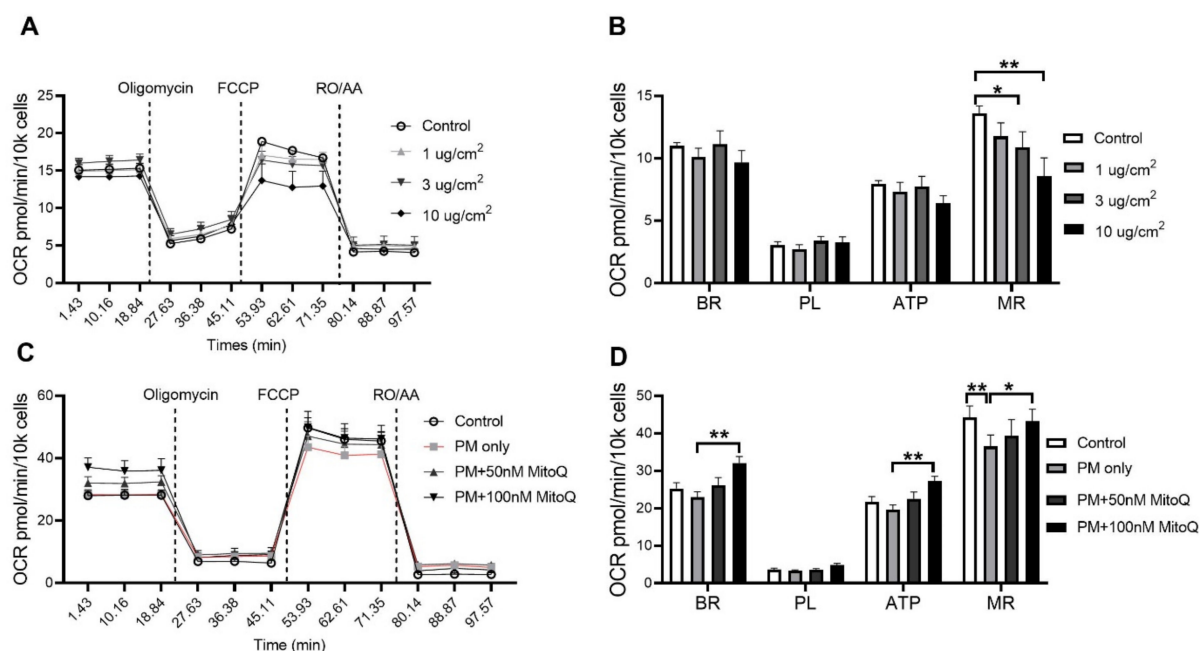 A
Oligomycin FCCP RO/AA
OCR pmol/min/10k cells
25
20
15
10
5
0
1.43 10.16 18.84 27.63 36.38 45.11 53.93 62.61 71.35 80.14 88.87 97.57
Times (min)
Control
1 ug/cm²
3 ug/cm²
10 ug/cm²
B
OCR pmol/min/10k cells
15
10
5
0
** 
*
BR PL ATP MR
Control
1 ug/cm²
3 ug/cm²
10 ug/cm²
C
Oligomycin FCCP RO/AA
OCR pmol/min/10k cells
60
40
20
0
1.43 10.16 18.84 27.63 36.38 45.11 53.93 62.61 71.35 80.14 88.87 97.57
Time (min)
Control
PM only
PM+50nM MitoQ
PM+100nM MitoQ
D
OCR pmol/min/10k cells
50
40
30
20
10
0
** ** ** *
BR PL ATP MR
Control
PM only
PM+50nM MitoQ
PM+100nM MitoQ